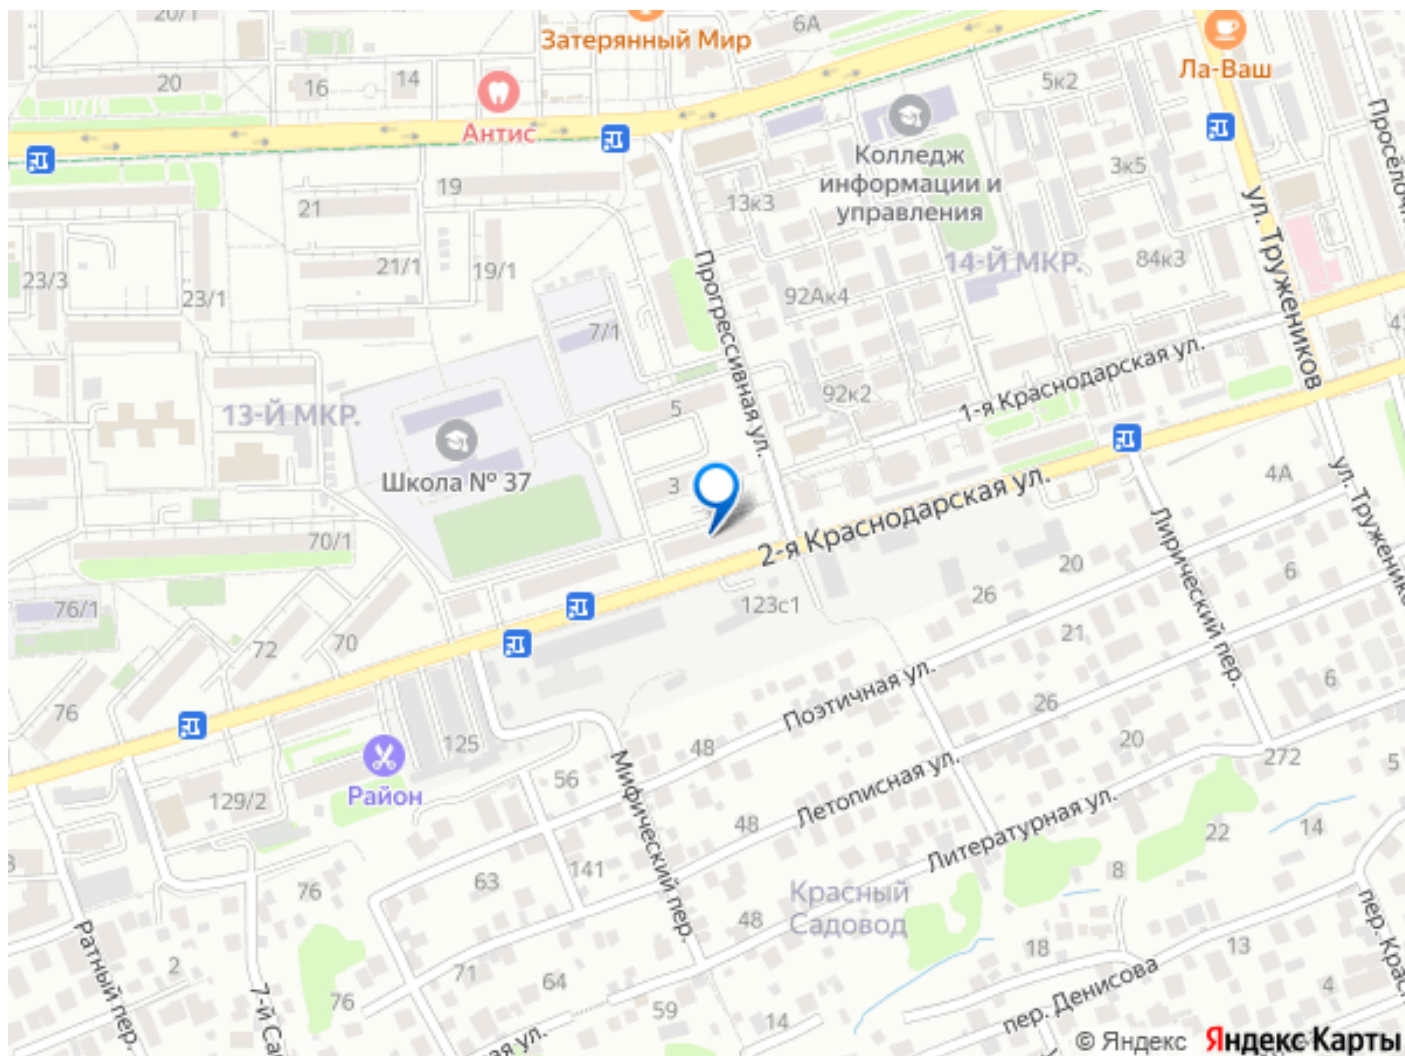 20/1
Затерянный Мир
6А
Ла-Ваш
20
16
14
5к2
Антис
Просёлочн
Колледж
информации и
управления
3к5
19
13к3
21
ул. Тружеников
14-Й МКР.
84к3
21/1
19/1
23/3
23/1
Прогрессивная ул.
92Ак4
7/1
1-я Краснодарская ул.
92к2
13-Й МКР.
5
Школа № 37
3
4А
ул. Тружеников
2-я Краснодарская ул.
Лирический пер.
70/1
20
6
26
123с1
76/1
72
70
21
Поэтичная ул.
26
6
76
48
125
20
272
5
Район
56
Мифический пер.
Летописная ул.
129/2
48
Литературная ул.
22
14
141
63
76
8
Красный
Садовод
48
пер. Крас
Ратный пер.
2
71
64
18
13
7-й Сад
76
59
14
пер. Денисова
4
ая ул.
© Яндекс Яндекс Карты